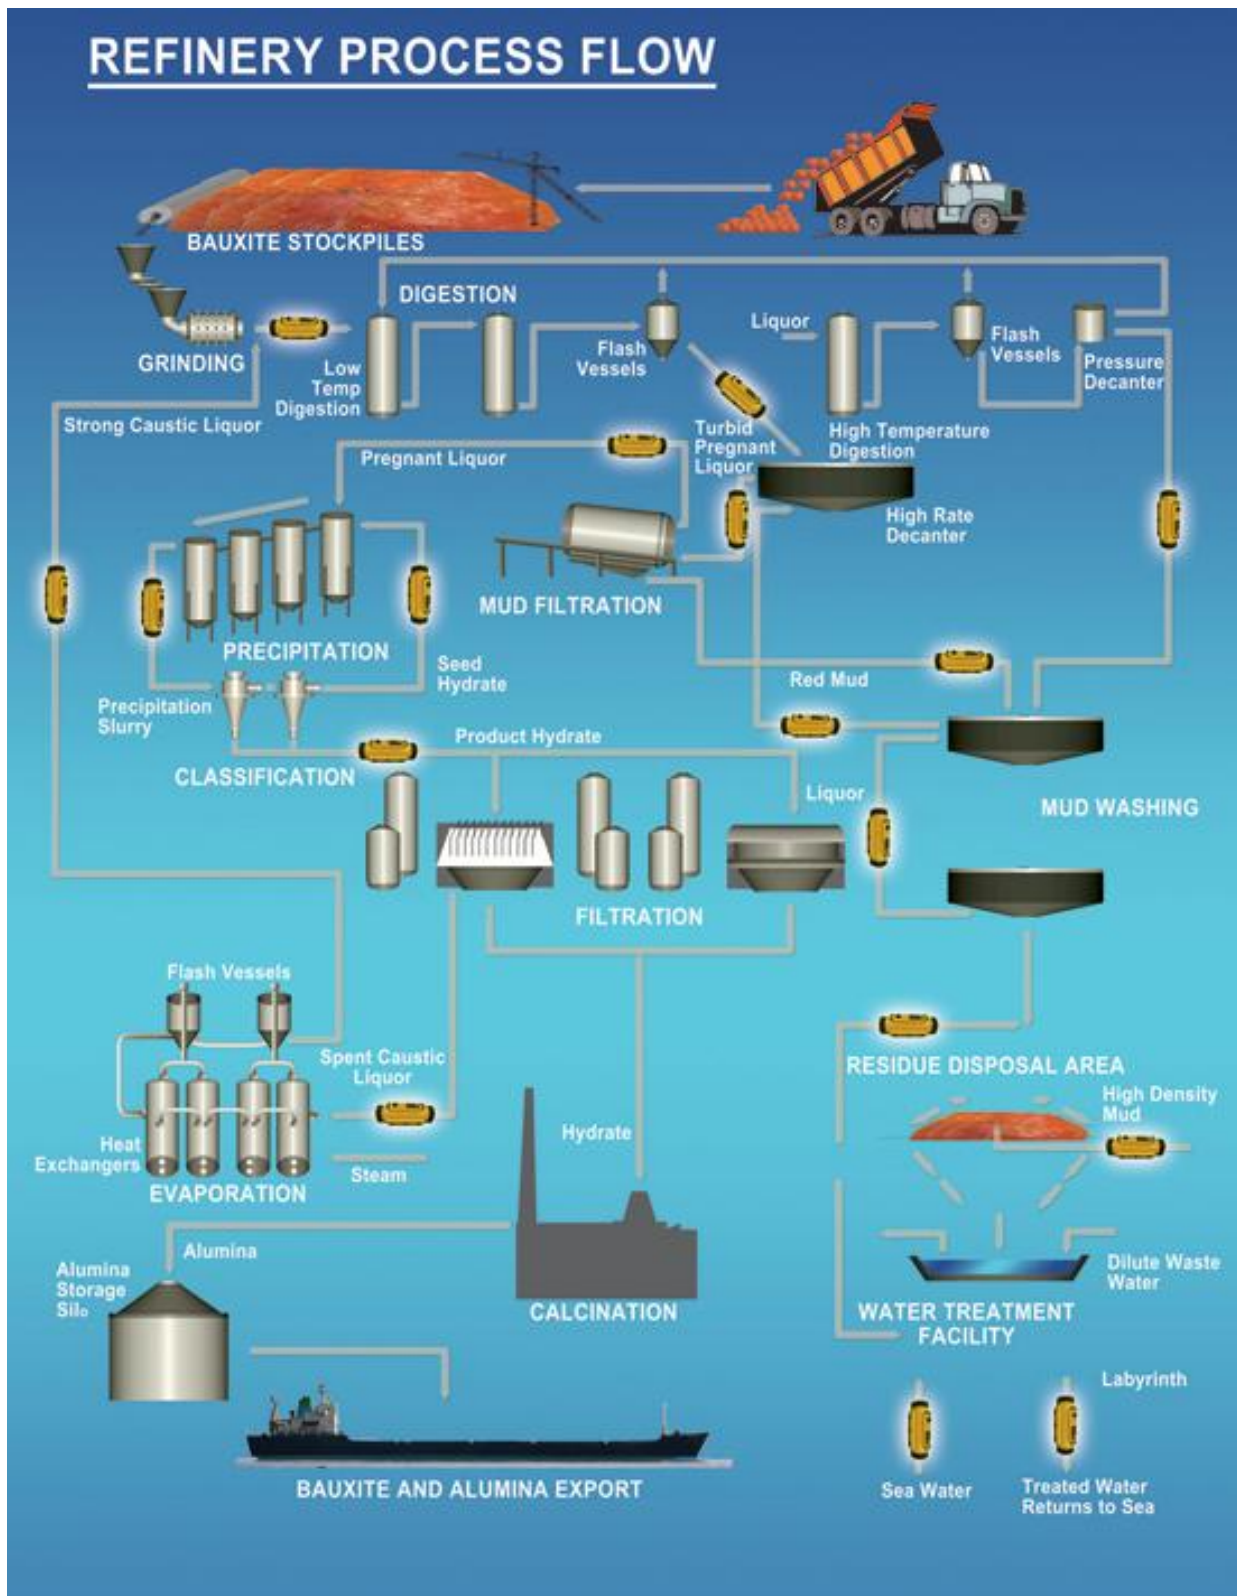 REFINERY PROCESS FLOW
BAUXITE STOCKPILES
DIGESTION
GRINDING
Low
Temp
Digestion
Flash
Vessels
Liquor
Flash
Vessels
Pressure
Decanter
Strong Caustic Liquor
Pregnant Liquor
Turbid
Pregnant
Liquor
High Temperature
Digestion
High Rate
Decanter
MUD FILTRATION
PRECIPITATION
Seed
Hydrate
Red Mud
Precipitation
Slurry
Product Hydrate
CLASSIFICATION
Liquor
MUD WASHING
FILTRATION
Flash Vessels
Spent Caustic
Liquor
RESIDUE DISPOSAL AREA
High Density
Mud
Hydrate
Heat
Exchangers
Steam
EVAPORATION
Alumina
Alumina
Storage
Silo
Dilute Waste
Water
CALCINATION
WATER TREATMENT
FACILITY
Labyrinth
BAUXITE AND ALUMINA EXPORT
Sea Water
Treated Water
Returns to Sea